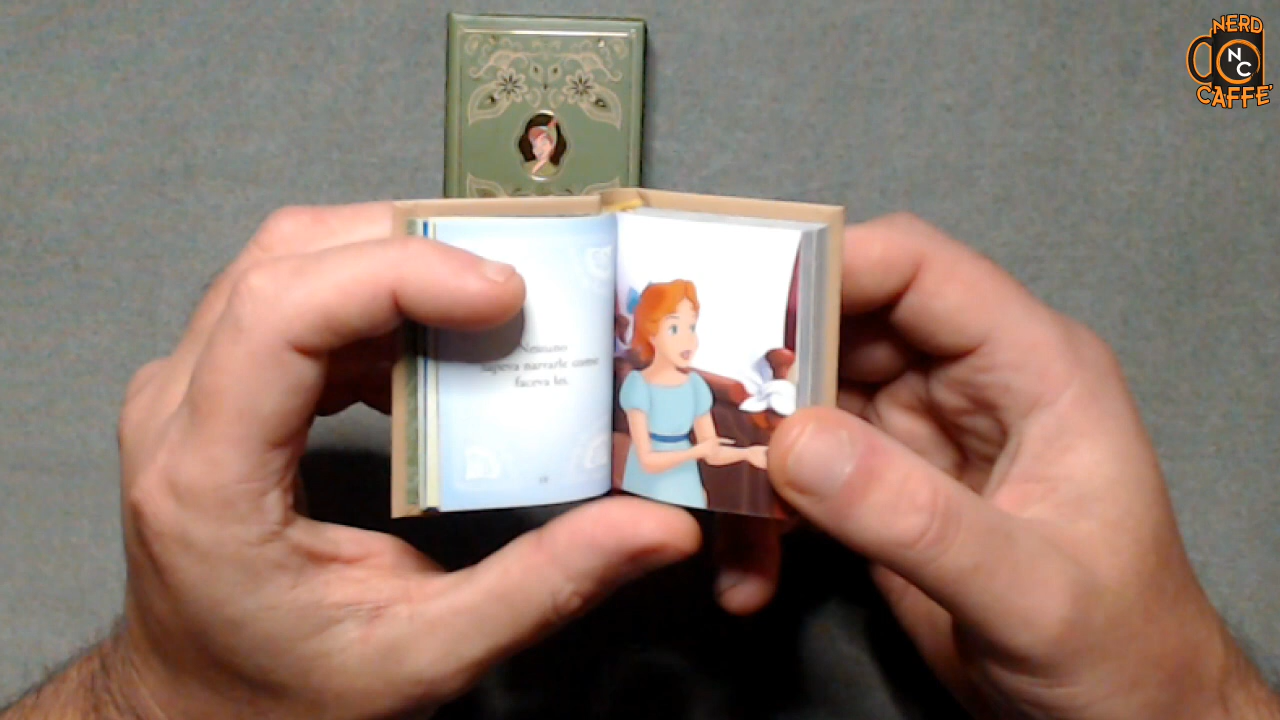 NERD
NC
CAFFE'
Nessuno
sapeva narrarle come
faceva lei.